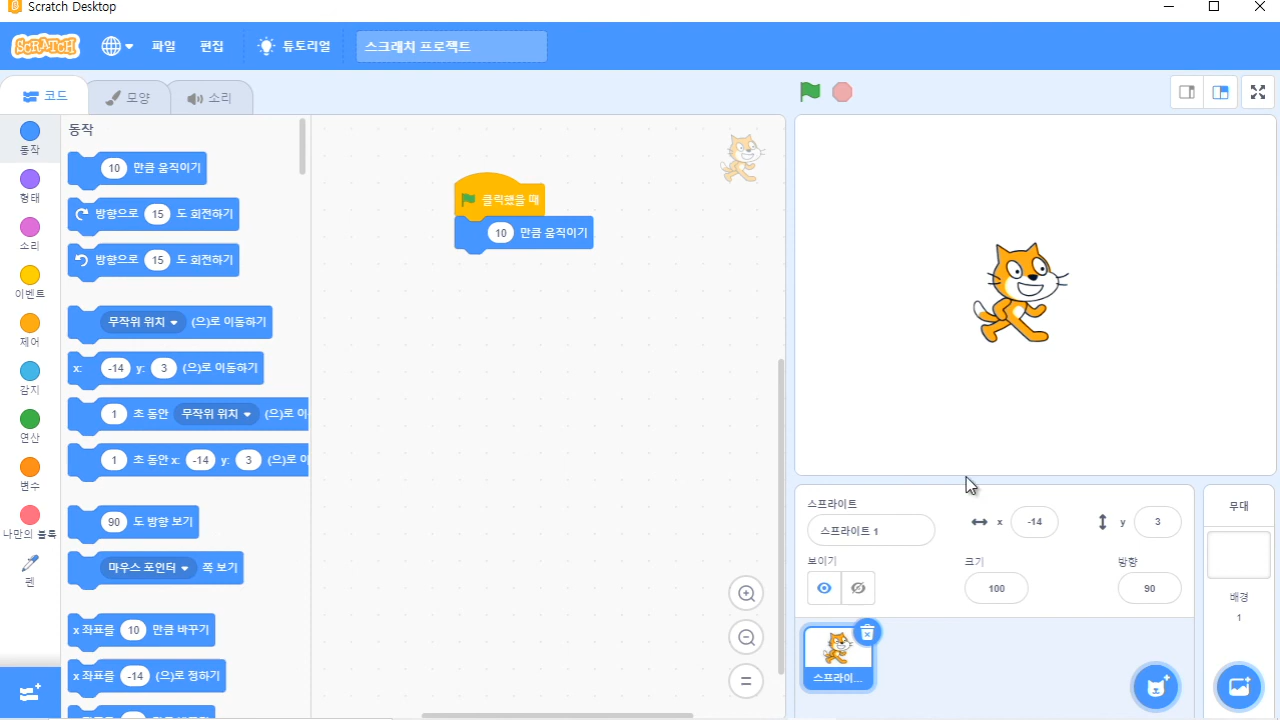 Scratch Desktop
SCRATCH
파일
편집
튜토리얼
스크래치 프로젝트
코드
모양
소리
동작
형태
소리
이벤트
제어
감지
연산
변수
나만의 블록
펜
동작
10 만큼 움직이기
방향으로 15 도 회전하기
방향으로 15 도 회전하기
무작위 위치 (으)로 이동하기
x: -14 y: 3 (으)로 이동하기
1 초 동안 무작위 위치 (으)로 이
1 초 동안 x: -14 y: 3 (으)로 이
90 도 방향 보기
마우스 포인터 쪽 보기
x 좌표를 10 만큼 바꾸기
x 좌표를 -14 (으)로 정하기
클릭했을 때
10 만큼 움직이기
스프라이트
스프라이트 1
x -14
y 3
보이기
크기
100
방향
90
스프라이...
무대
배경
1